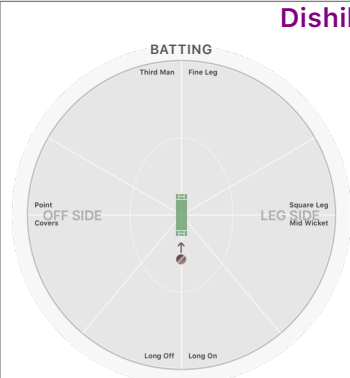 Dishil
BATTING
Third Man Fine Leg
Point Square Leg
OFF SIDE LEG SIDE
Covers Mid Wicket
Long Off Long On